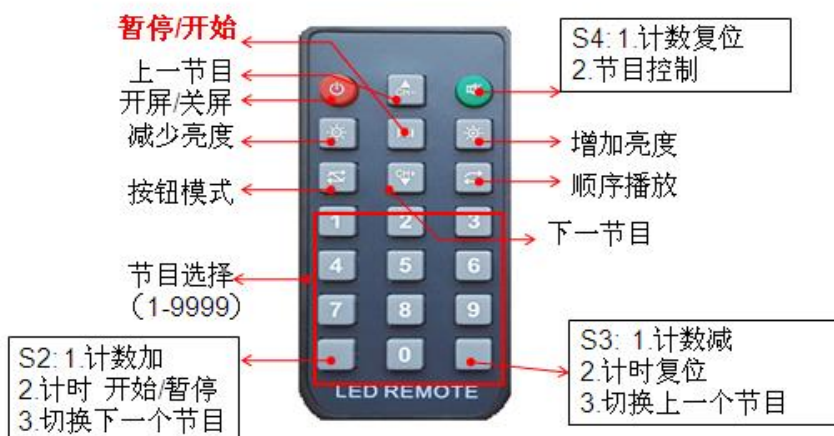 暂停/开始
上一节目
开屏/关屏
减少亮度
按钮模式
节目选择
（1-9999）
S2: 1.计数加
2.计时 开始/暂停
3.切换下一个节目
S4: 1.计数复位
2.节目控制
增加亮度
顺序播放
下一节目
S3: 1.计数减
2.计时复位
3.切换上一个节目
CH-
CH+
1 2 3
4 5 6
7 8 9
0
LED REMOTE